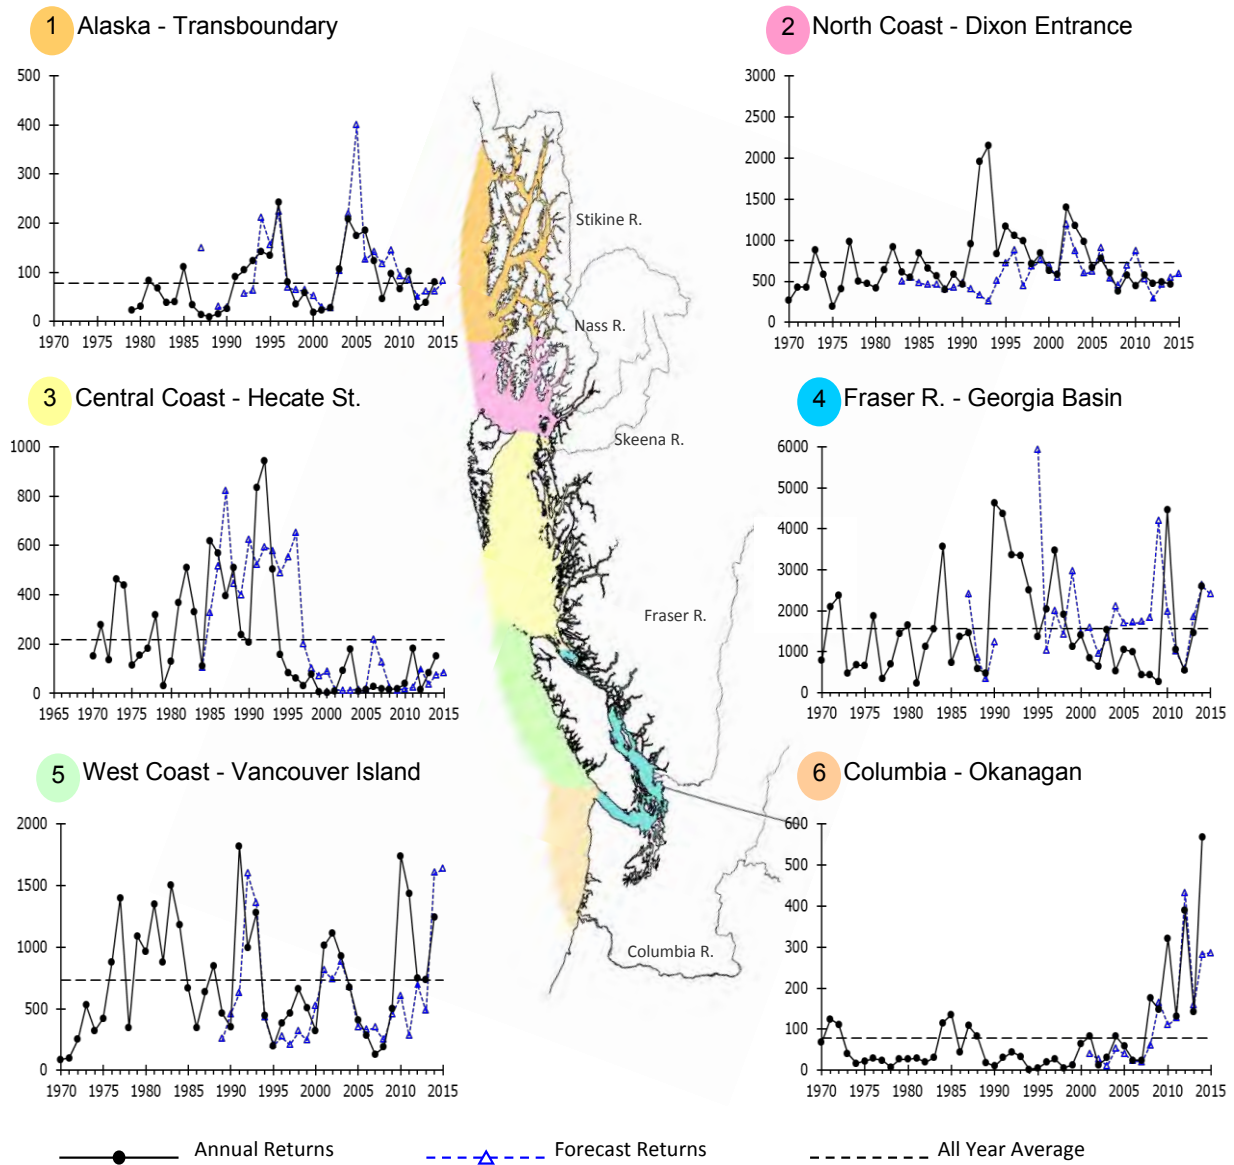 1 Alaska - Transboundary
500
400
300
200
100
0
1970 1975 1980 1985 1990 1995 2000 2005 2010 2015
2 North Coast - Dixon Entrance
3000
2500
2000
1500
1000
500
0
1970 1975 1980 1985 1990 1995 2000 2005 2010 2015
Stikine R.
Nass R.
Skeena R.
Fraser R.
Columbia R.
3 Central Coast - Hecate St.
1000
800
600
400
200
0
1965 1970 1975 1980 1985 1990 1995 2000 2005 2010 2015
4 Fraser R. - Georgia Basin
6000
5000
4000
3000
2000
1000
0
1970 1975 1980 1985 1990 1995 2000 2005 2010 2015
5 West Coast - Vancouver Island
2000
1500
1000
500
0
1970 1975 1980 1985 1990 1995 2000 2005 2010 2015
6 Columbia - Okanagan
600
500
400
300
200
100
0
1970 1975 1980 1985 1990 1995 2000 2005 2010 2015
Annual Returns Forecast Returns All Year Average